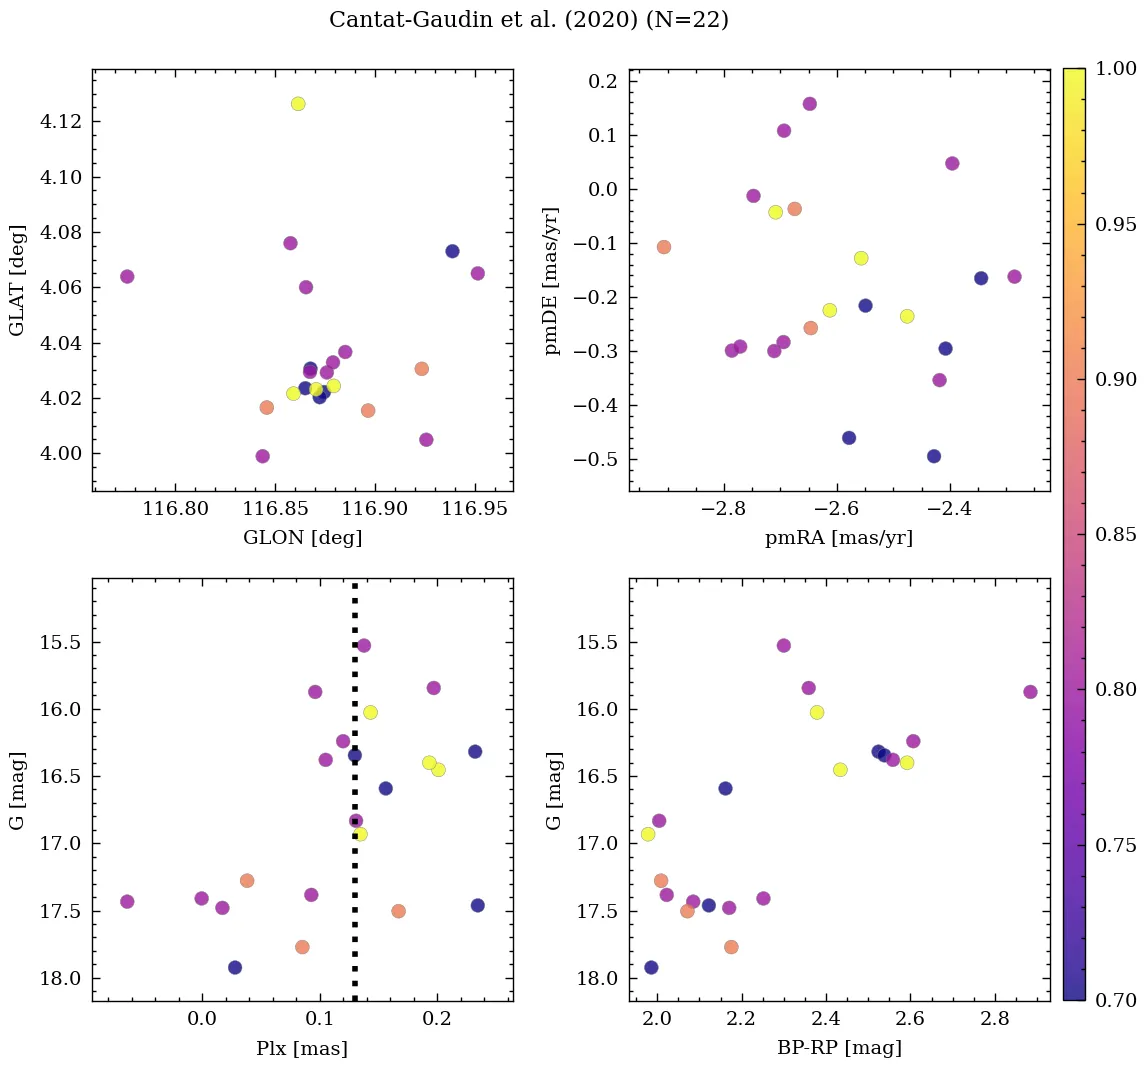 Cantat-Gaudin et al. (2020) (N=22)
4.12
4.10
4.08
4.06
4.04
4.02
4.00
GLAT [deg]
116.80 116.85 116.90 116.95
GLON [deg]
0.2
0.1
0.0
−0.1
−0.2
−0.3
−0.4
−0.5
pmDE [mas/yr]
−2.8 −2.6 −2.4
pmRA [mas/yr]
1.00
0.95
0.90
0.85
0.80
0.75
0.70
15.5
16.0
16.5
17.0
17.5
18.0
G [mag]
0.0 0.1 0.2
Plx [mas]
15.5
16.0
16.5
17.0
17.5
18.0
G [mag]
2.0 2.2 2.4 2.6 2.8
BP-RP [mag]